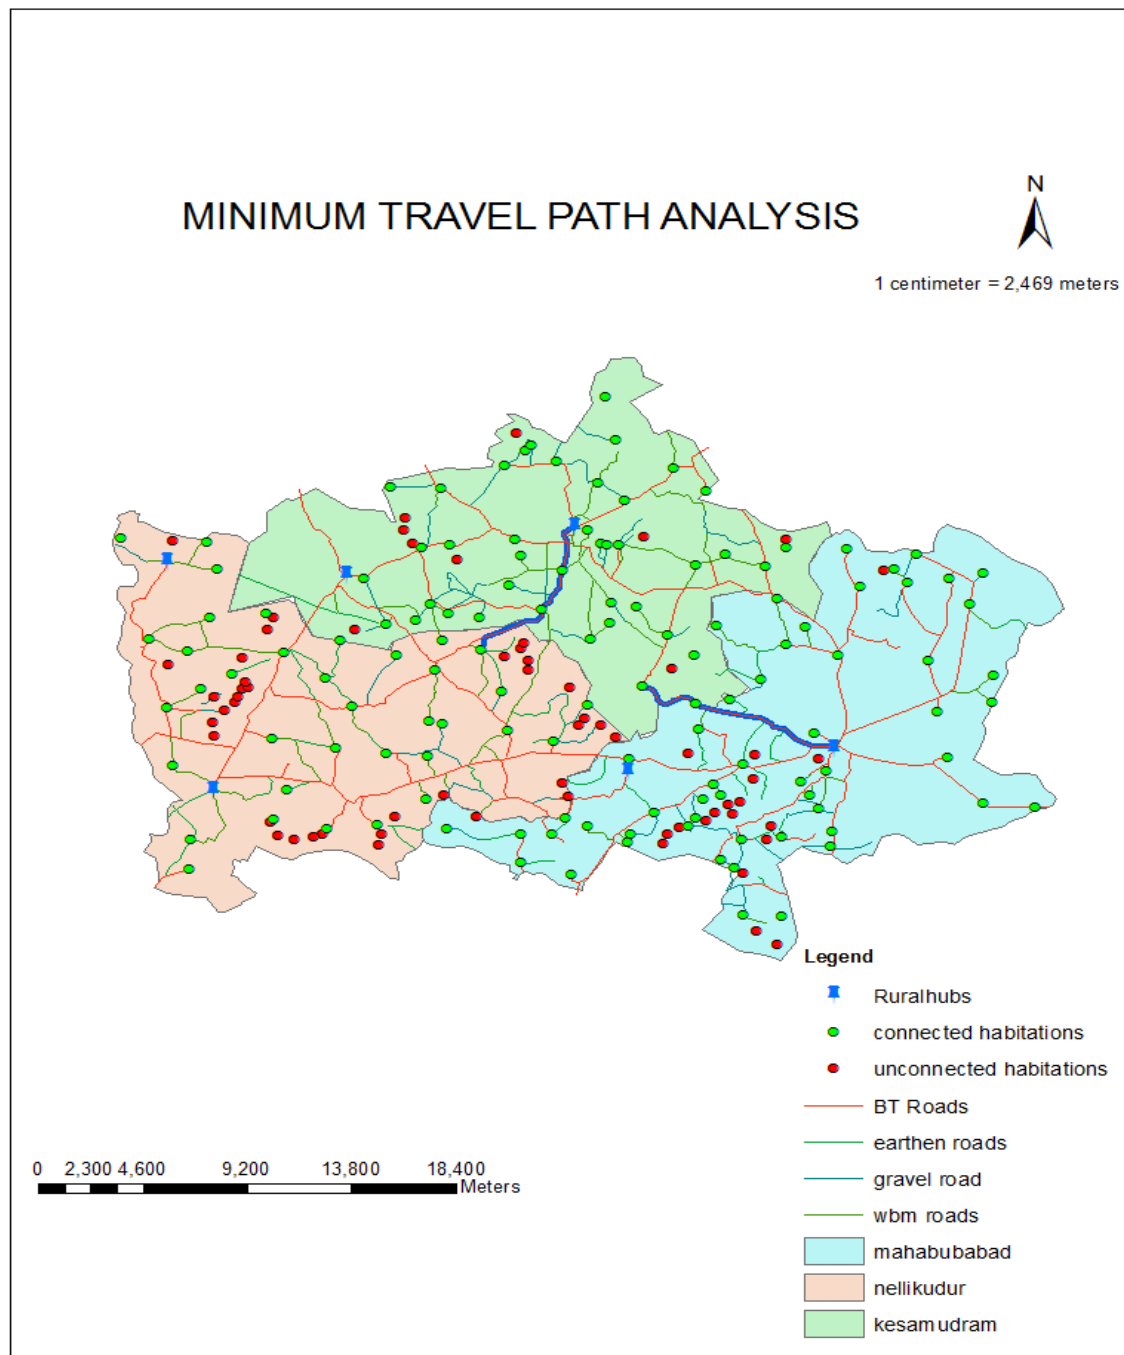 N
MINIMUM TRAVEL PATH ANALYSIS
1 centimeter = 2,469 meters
Legend
Ruralhubs
connected habitations
unconnected habitations
BT Roads
earthen roads
gravel road
wbm roads
mahabubabad
nellikudur
kesamudram
0 2,300 4,600 9,200 13,800 18,400
Meters